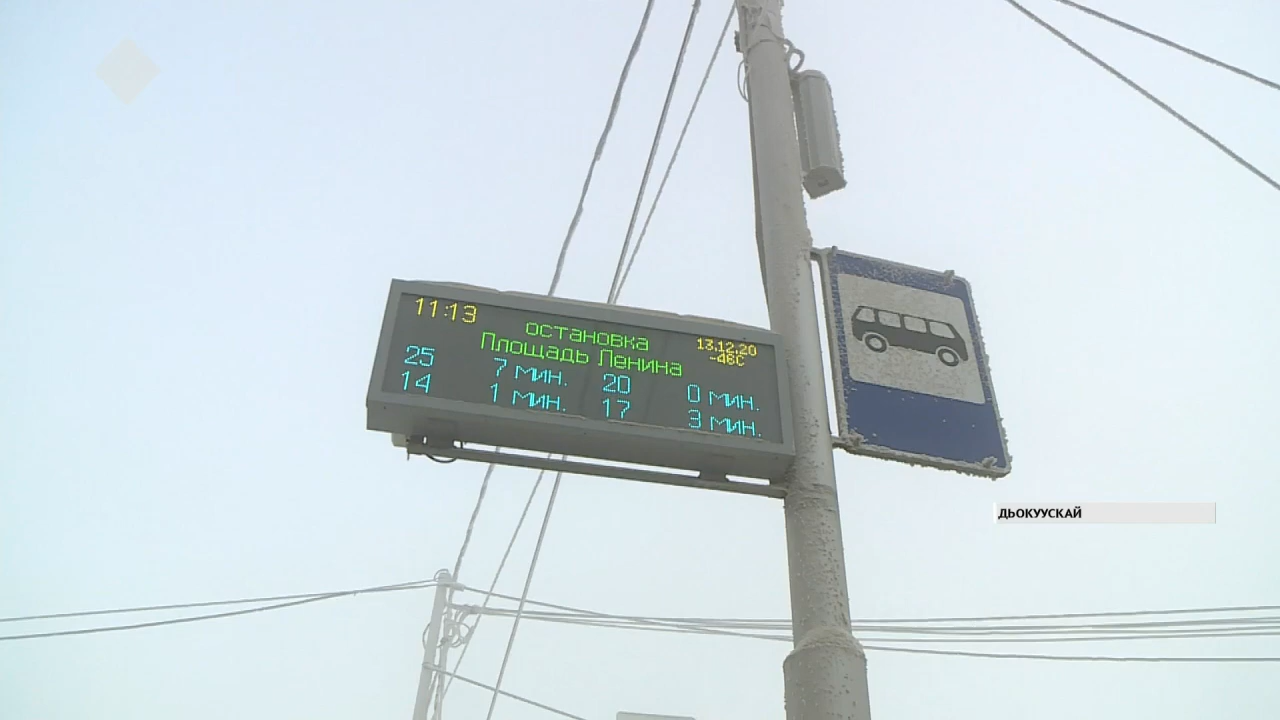 11:13
остановка
13.12.20
Площадь Ленина
-46C
25 7 мин. 20 0 мин.
14 1 мин. 17 3 мин.
ДЬОКУУСКАЙ